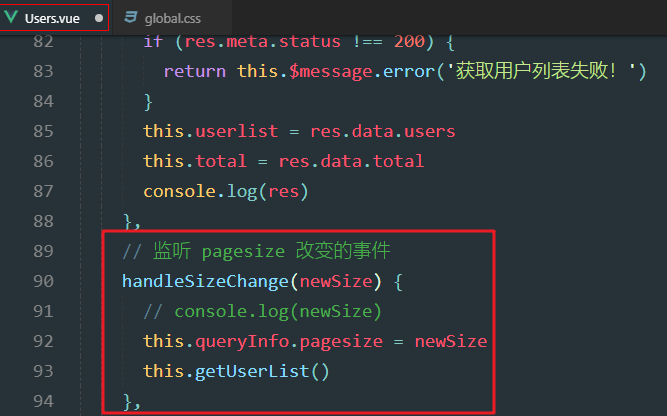 Users.vue
global.css
82 if (res.meta.status !== 200) {
83 return this.$message.error('获取用户列表失败！')
84 }
85 this.userlist = res.data.users
86 this.total = res.data.total
87 console.log(res)
88 },
89 // 监听 pagesize 改变的事件
90 handleSizeChange(newSize) {
91 // console.log(newSize)
92 this.queryInfo.pagesize = newSize
93 this.getUserList()
94 },